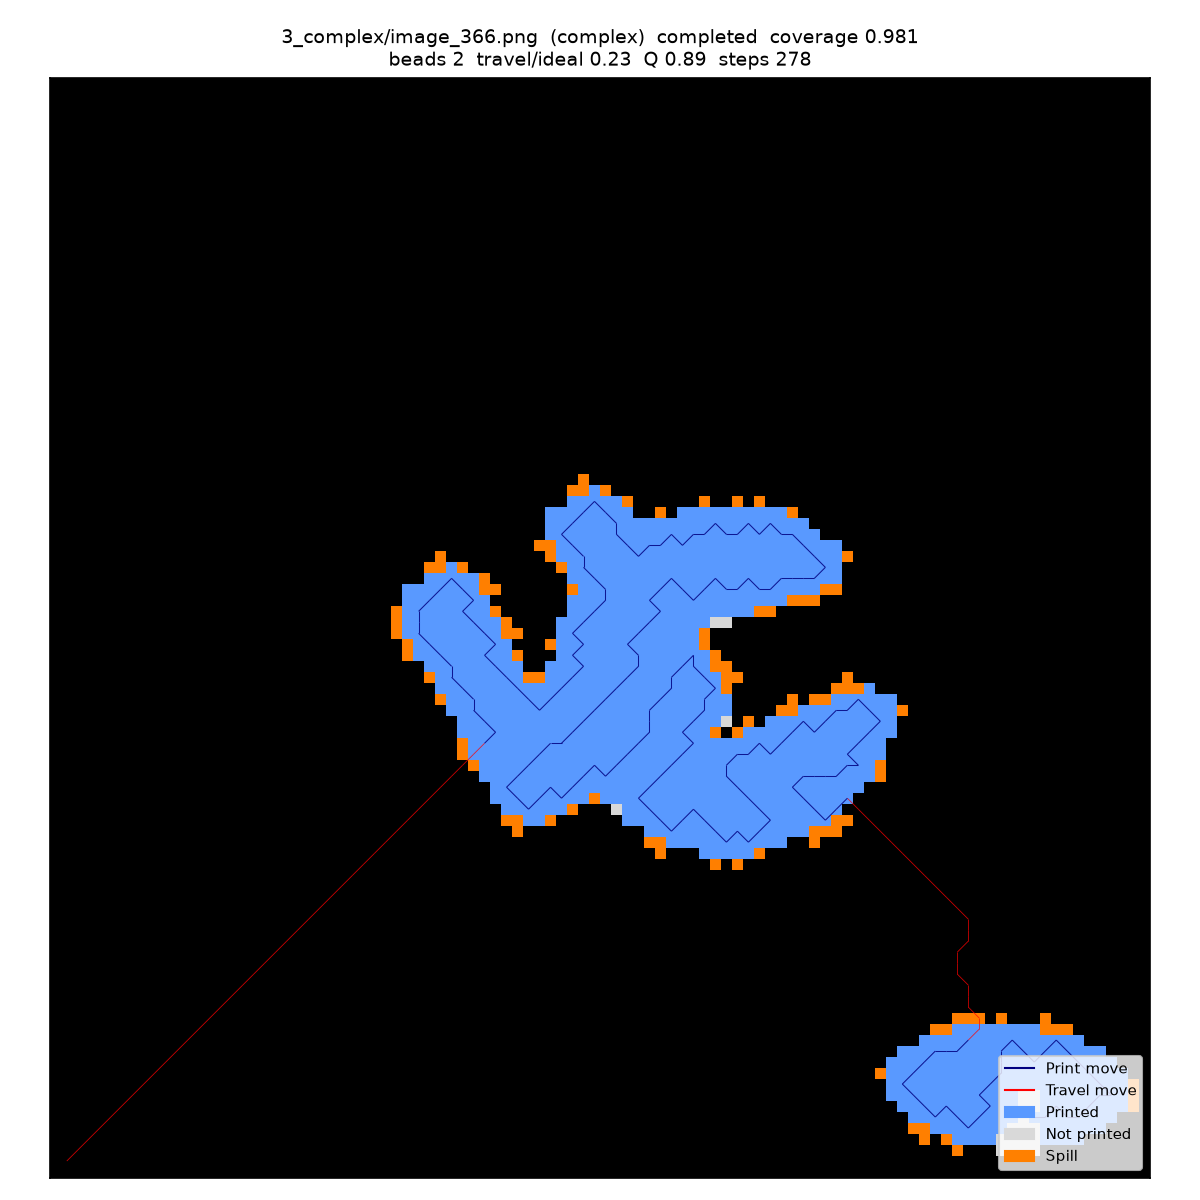 3_complex/image_366.png  (complex)  completed  coverage 0.981
beads 2  travel/ideal 0.23  Q 0.89  steps 278
Print move
Travel move
Printed
Not printed
Spill